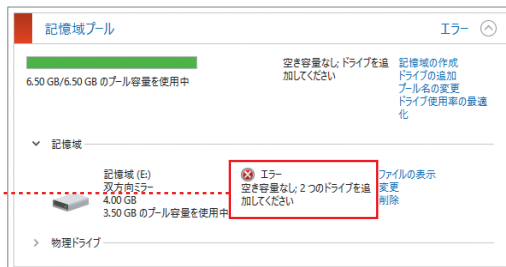 記憶域プール
エラー
6.50 GB/6.50 GB のプール容量を使用中
空き容量なし; ドライブを追
加してください
記憶域の作成
ドライブの追加
プール名の変更
ドライブ使用率の最適
化
記憶域
記憶域 (E:)
双方向ミラー
4.00 GB
3.50 GB のプール容量を使用中
エラー
空き容量なし; 2 つのドライブを追
加してください
ファイルの表示
変更
削除
物理ドライブ